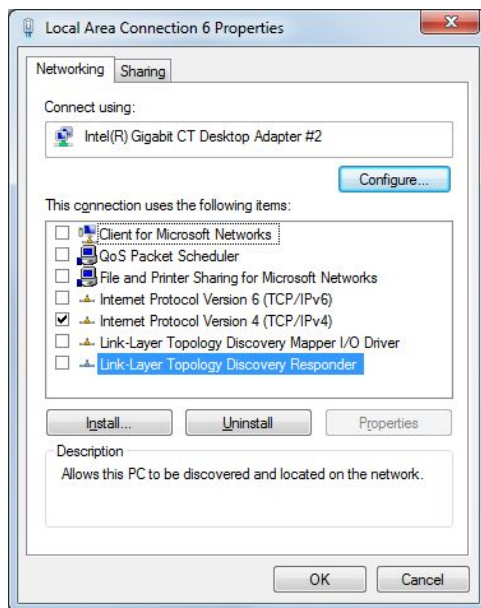 Local Area Connection 6 Properties
Networking
Sharing
Connect using:
Intel(R) Gigabit CT Desktop Adapter #2
Configure...
This connection uses the following items:
Client for Microsoft Networks
QoS Packet Scheduler
File and Printer Sharing for Microsoft Networks
Internet Protocol Version 6 (TCP/IPv6)
Internet Protocol Version 4 (TCP/IPv4)
Link-Layer Topology Discovery Mapper I/O Driver
Link-Layer Topology Discovery Responder
Install...
Uninstall
Properties
Description
Allows this PC to be discovered and located on the network.
OK
Cancel